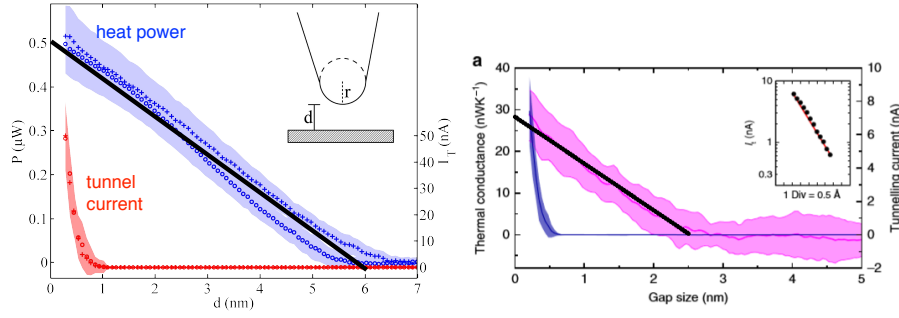 heat power
0.5
0.4
0.3
0.2
0.1
0
P (μW)
tunnel
current
r
d
50
40
30
20
10
0
I_T (nA)
0 1 2 3 4 5 6 7
d (nm)
a
40
30
20
10
0
−10
−20
Thermal conductance (nWK⁻¹)
10
8
6
4
2
0
−2
Tunnelling current (nA)
10
1
0.3
I_t (nA)
1 Div = 0.5 Å
0 1 2 3 4 5
Gap size (nm)